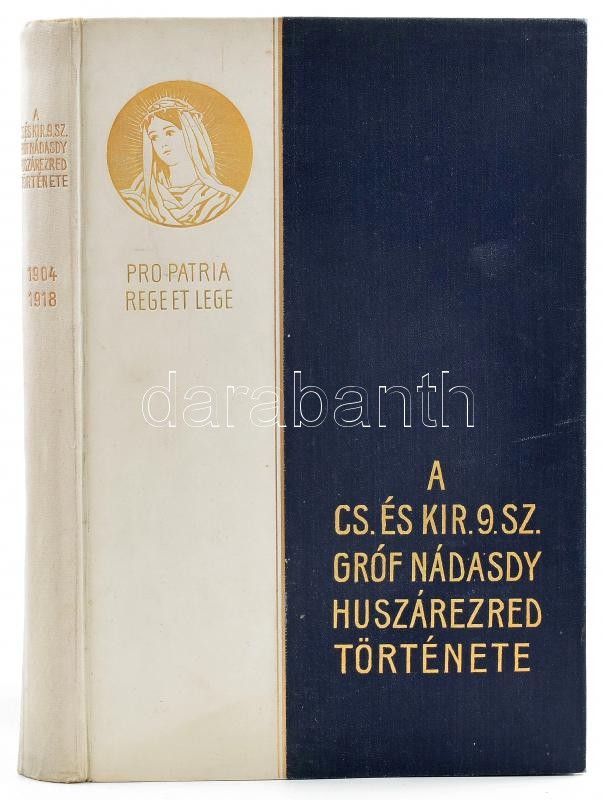 A
CS. ÉS KIR. 9. SZ.
GRÓF NÁDASDY
HUSZÁREZRED
TÖRTÉNETE
1904
1918
PRO PATRIA
REGE ET LEGE
darabanth
A
CS. ÉS KIR. 9. SZ.
GRÓF NÁDASDY
HUSZÁREZRED
TÖRTÉNETE